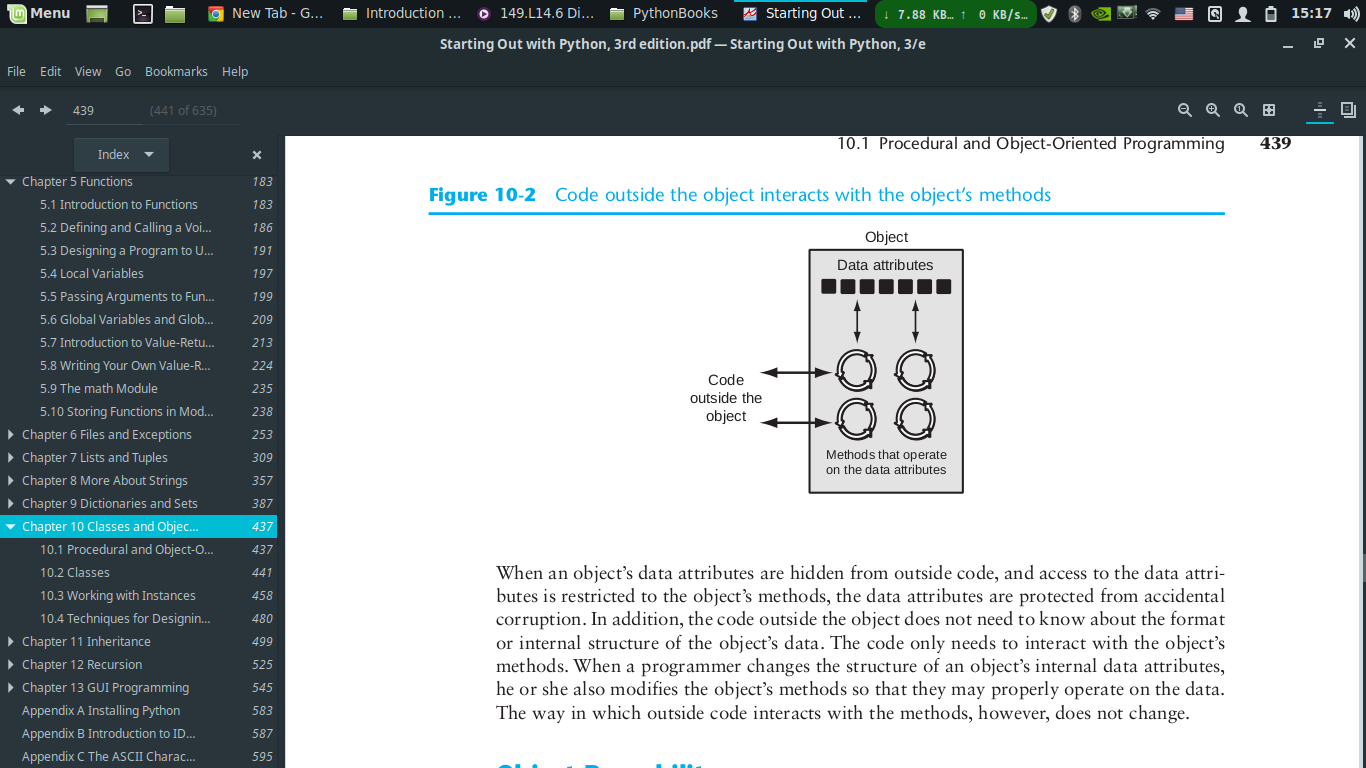 Menu
New Tab - G...
Introduction ...
149.L14.6 Di...
PythonBooks
Starting Out ...
↓ 7.88 KB… ↑ 0 KB/s…
15:17
Starting Out with Python, 3rd edition.pdf — Starting Out with Python, 3/e
File Edit View Go Bookmarks Help
439 (441 of 635)
Index
Chapter 5 Functions 183
5.1 Introduction to Functions 183
5.2 Defining and Calling a Voi... 186
5.3 Designing a Program to U... 191
5.4 Local Variables 197
5.5 Passing Arguments to Fun... 199
5.6 Global Variables and Glob... 209
5.7 Introduction to Value-Retu... 213
5.8 Writing Your Own Value-R... 224
5.9 The math Module 235
5.10 Storing Functions in Mod... 238
Chapter 6 Files and Exceptions 253
Chapter 7 Lists and Tuples 309
Chapter 8 More About Strings 357
Chapter 9 Dictionaries and Sets 387
Chapter 10 Classes and Objec... 437
10.1 Procedural and Object-O... 437
10.2 Classes 441
10.3 Working with Instances 458
10.4 Techniques for Designin... 480
Chapter 11 Inheritance 499
Chapter 12 Recursion 525
Chapter 13 GUI Programming 545
Appendix A Installing Python 583
Appendix B Introduction to ID... 587
Appendix C The ASCII Charac... 595
10.1 Procedural and Object-Oriented Programming 439
Figure 10-2 Code outside the object interacts with the object's methods
Object
Data attributes
Code
outside the
object
Methods that operate
on the data attributes
When an object's data attributes are hidden from outside code, and access to the data attri-
butes is restricted to the object's methods, the data attributes are protected from accidental
corruption. In addition, the code outside the object does not need to know about the format
or internal structure of the object's data. The code only needs to interact with the object's
methods. When a programmer changes the structure of an object's internal data attributes,
he or she also modifies the object's methods so that they may properly operate on the data.
The way in which outside code interacts with the methods, however, does not change.